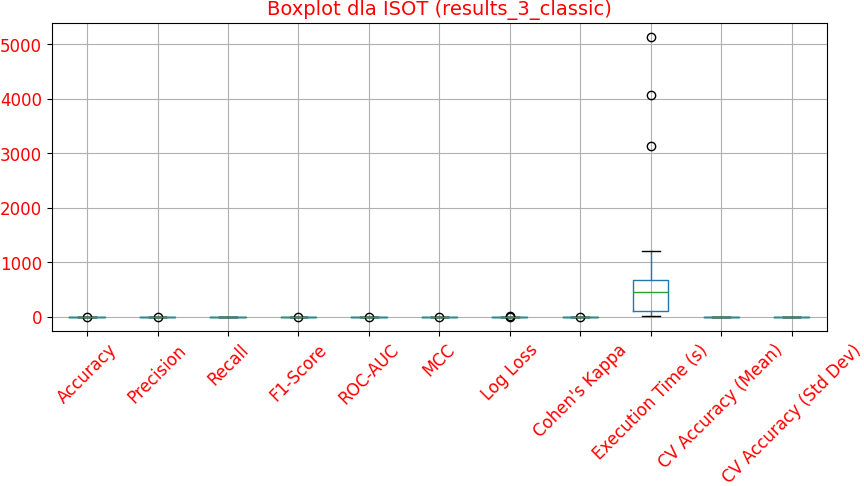 Boxplot dla ISOT (results_3_classic)
5000
4000
3000
2000
1000
0
Accuracy
Precision
Recall
F1-Score
ROC-AUC
MCC
Log Loss
Cohen's Kappa
Execution Time (s)
CV Accuracy (Mean)
CV Accuracy (Std Dev)